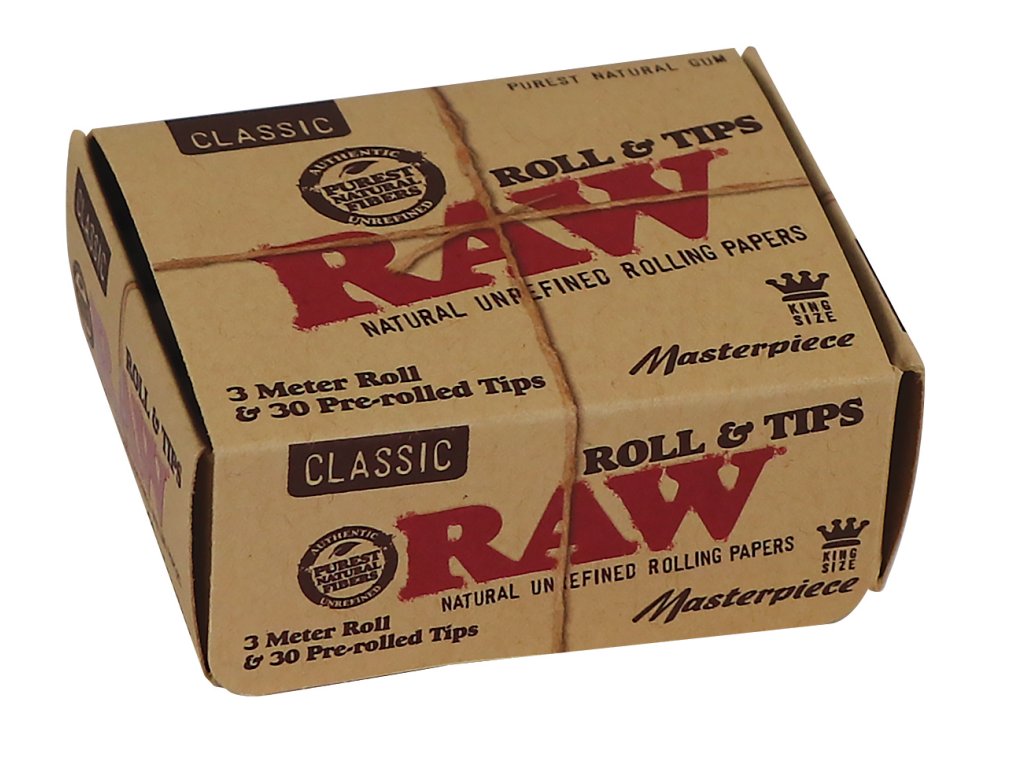 PUREST NATURAL GUM
CLASSIC
AUTHENTIC
PUREST
NATURAL
FIBERS
UNREFINED
ROLL & TIPS
RAW
NATURAL UNREFINED ROLLING PAPERS
KING
SIZE
Masterpiece
3 Meter Roll
& 30 Pre-rolled Tips
CLASSIC
ROLL & TIPS
RAW
AUTHENTIC
PUREST
NATURAL
FIBERS
UNREFINED
NATURAL UNREFINED ROLLING PAPERS
KING
SIZE
Masterpiece
3 Meter Roll
& 30 Pre-rolled Tips
CLASSIC
ROLL & TIPS
RAW